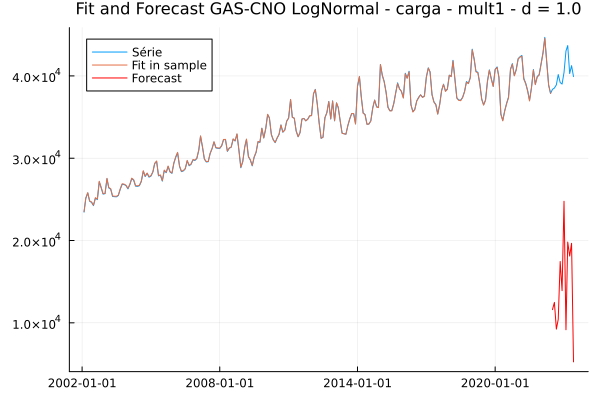 Fit and Forecast GAS-CNO LogNormal - carga - mult1 - d = 1.0
Série
Fit in sample
Forecast
4.0×10⁴
3.0×10⁴
2.0×10⁴
1.0×10⁴
2002-01-01 2008-01-01 2014-01-01 2020-01-01